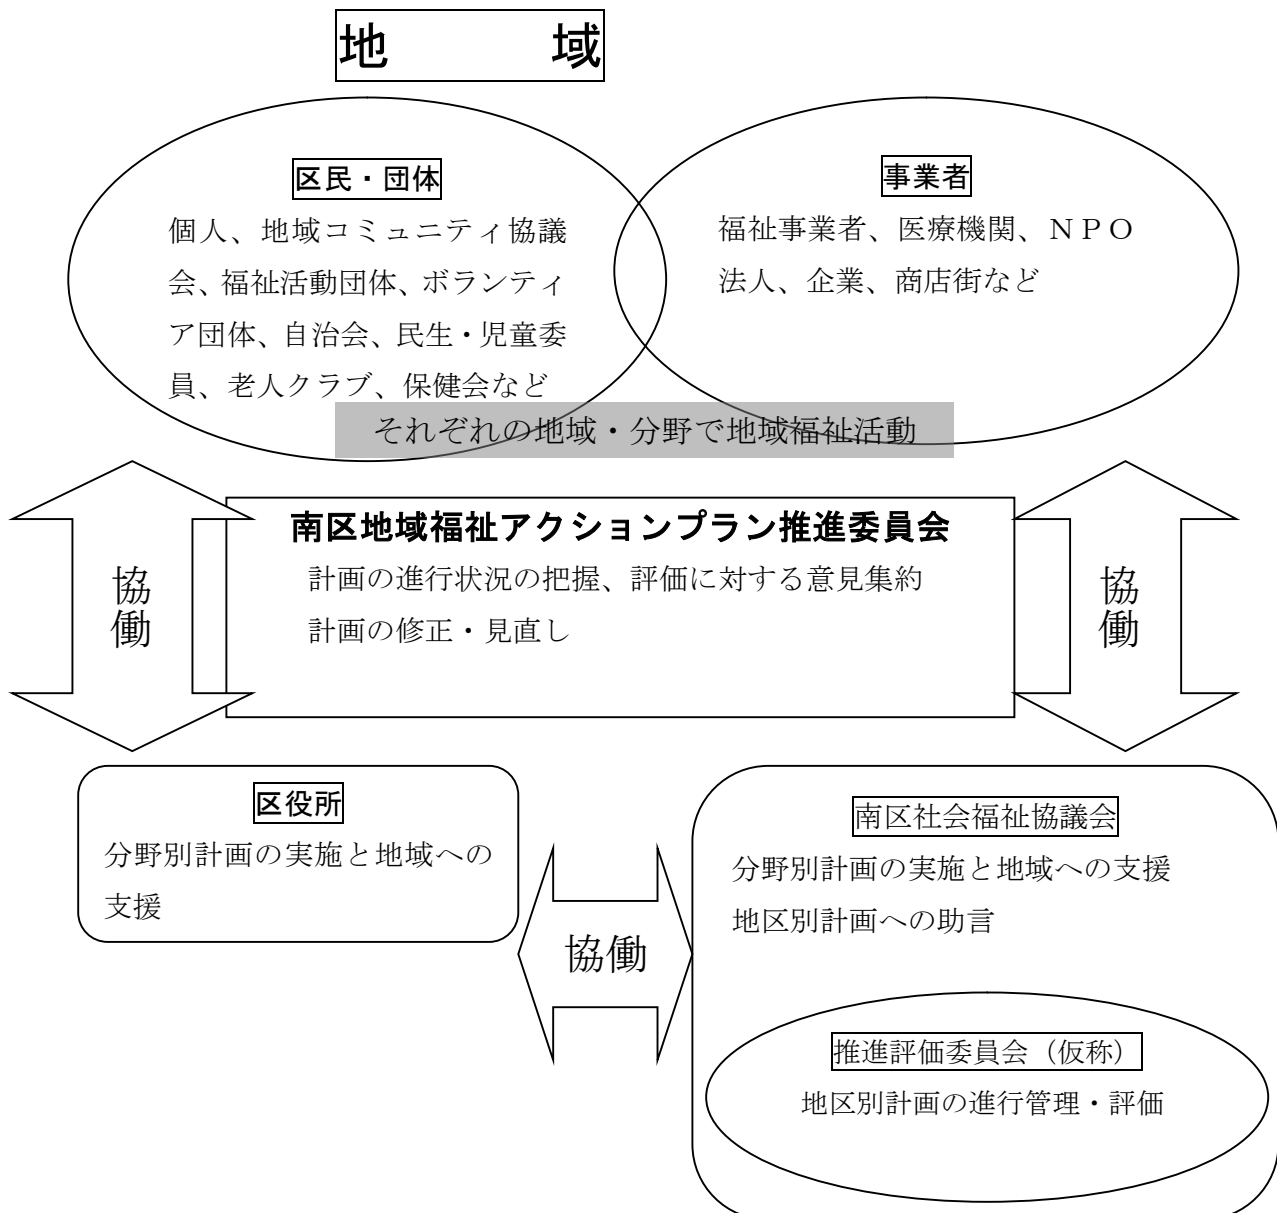 地　　域
区民・団体
個人、地域コミュニティ協議
会、福祉活動団体、ボランティ
ア団体、自治会、民生・児童委
員、老人クラブ、保健会など
事業者
福祉事業者、医療機関、ＮＰＯ
法人、企業、商店街など
それぞれの地域・分野で地域福祉活動
協働
南区地域福祉アクションプラン推進委員会
計画の進行状況の把握、評価に対する意見集約
計画の修正・見直し
協働
区役所
分野別計画の実施と地域への
支援
協働
南区社会福祉協議会
分野別計画の実施と地域への支援
地区別計画への助言
推進評価委員会（仮称）
地区別計画の進行管理・評価